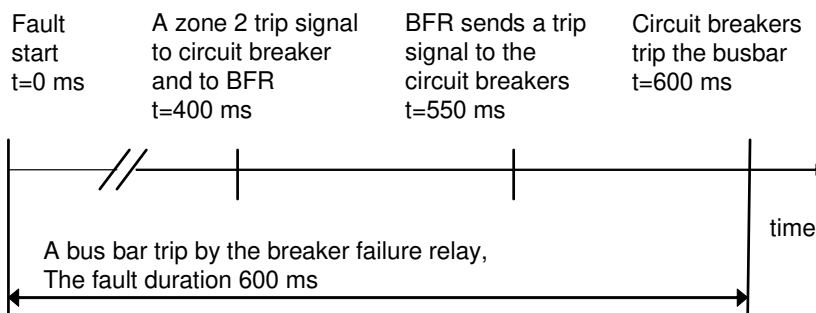 Fault
start
t=0 ms
A zone 2 trip signal
to circuit breaker
and to BFR
t=400 ms
BFR sends a trip
signal to the
circuit breakers
t=550 ms
Circuit breakers
trip the busbar
t=600 ms
time
A bus bar trip by the breaker failure relay,
The fault duration 600 ms